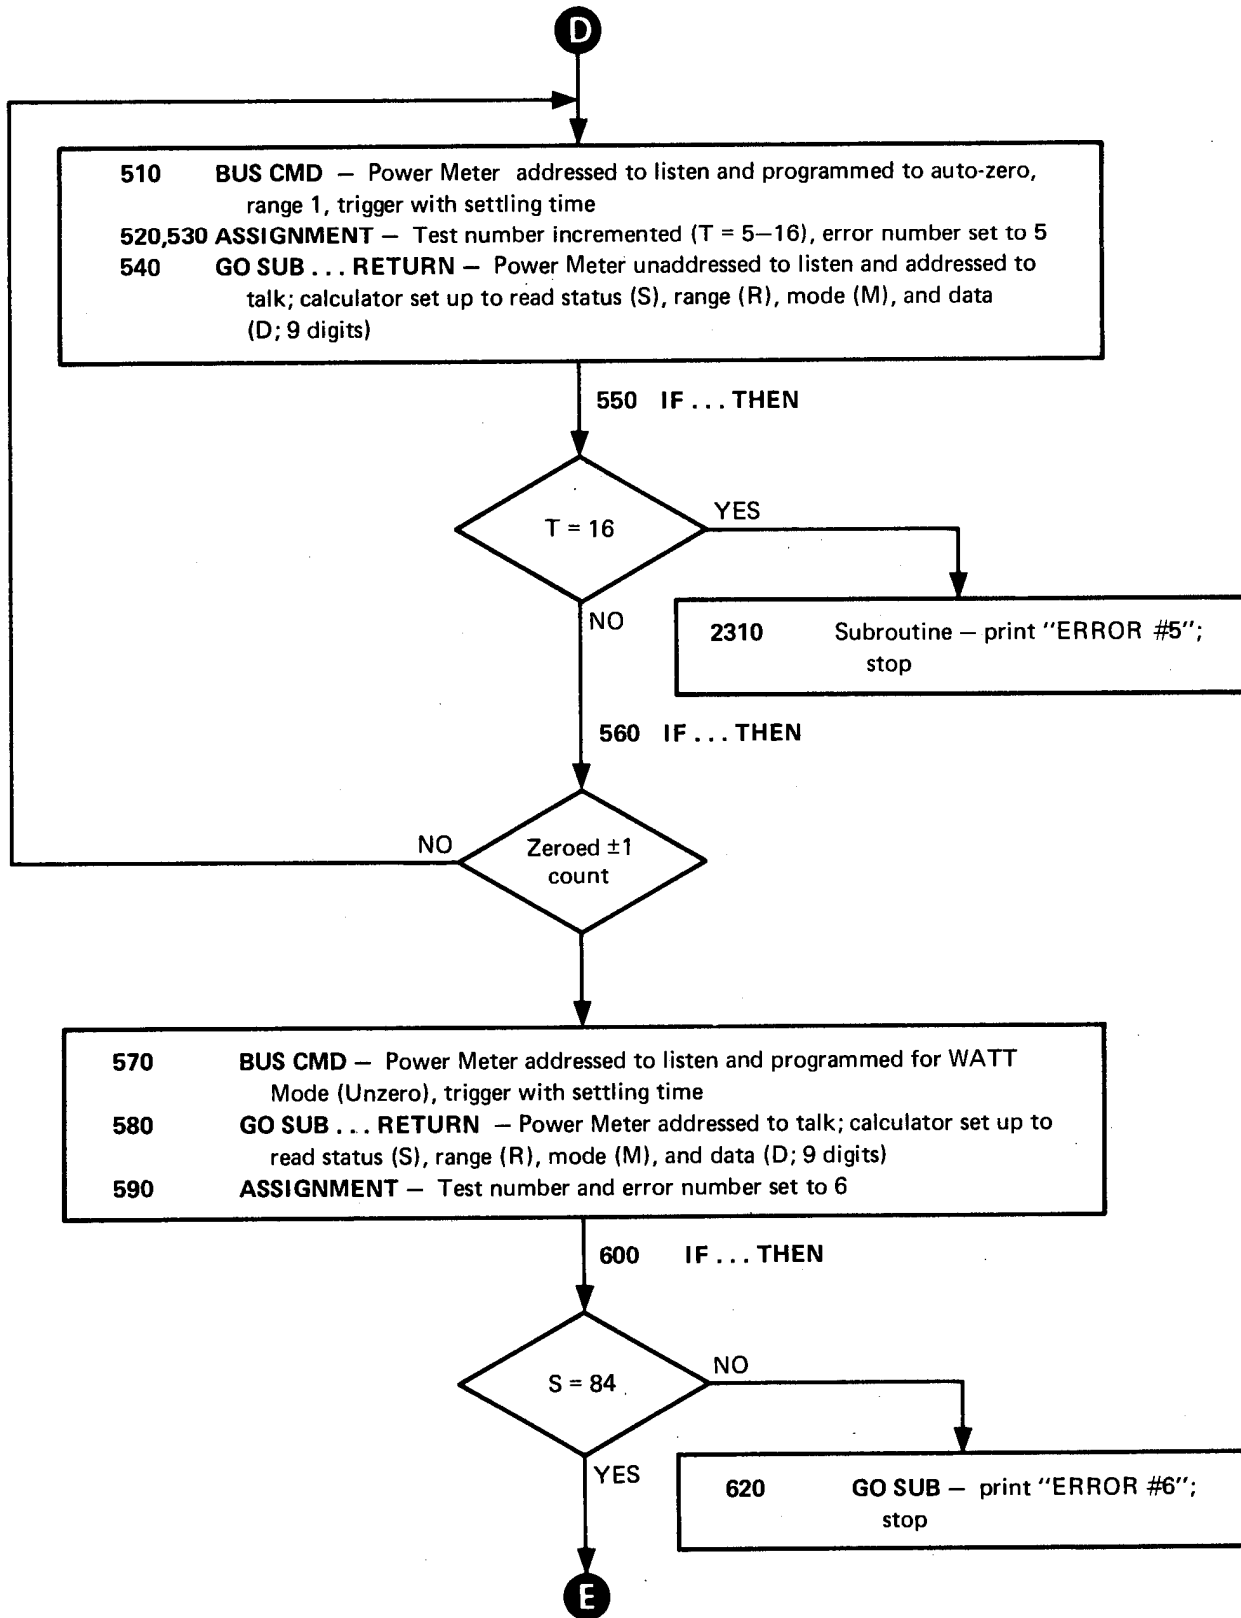 D
510 BUS CMD — Power Meter addressed to listen and programmed to auto-zero,
range 1, trigger with settling time
520,530 ASSIGNMENT — Test number incremented (T = 5–16), error number set to 5
540 GO SUB ... RETURN — Power Meter unaddressed to listen and addressed to
talk; calculator set up to read status (S), range (R), mode (M), and data
(D; 9 digits)
550 IF ... THEN
T = 16
YES
NO
2310 Subroutine — print "ERROR #5";
stop
560 IF ... THEN
Zeroed ±1
count
NO
570 BUS CMD — Power Meter addressed to listen and programmed for WATT
Mode (Unzero), trigger with settling time
580 GO SUB ... RETURN — Power Meter addressed to talk; calculator set up to
read status (S), range (R), mode (M), and data (D; 9 digits)
590 ASSIGNMENT — Test number and error number set to 6
600 IF ... THEN
S = 84
NO
YES
620 GO SUB — print "ERROR #6";
stop
E